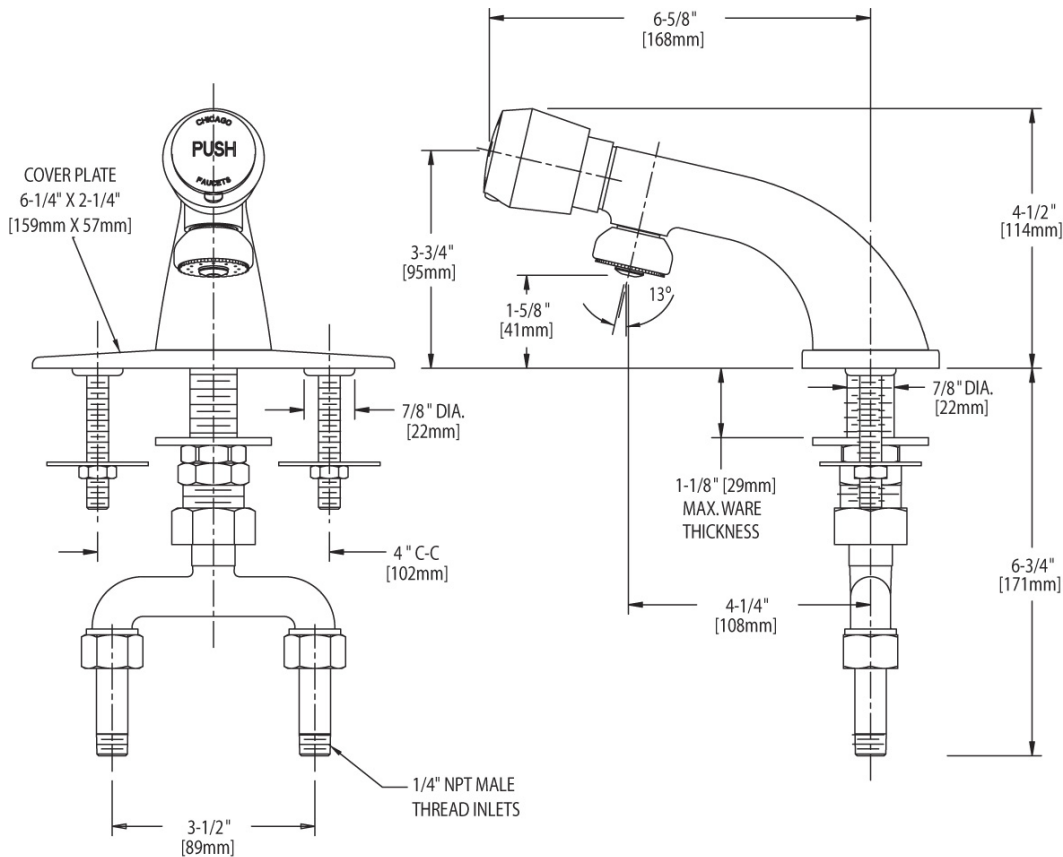 6-5/8"
[168mm]
CHICAGO
PUSH
FAUCETS
COVER PLATE
6-1/4" X 2-1/4"
[159mm X 57mm]
3-3/4"
[95mm]
4-1/2"
[114mm]
1-5/8"
[41mm]
13°
7/8" DIA.
[22mm]
7/8" DIA.
[22mm]
1-1/8" [29mm]
MAX. WARE
THICKNESS
4" C-C
[102mm]
6-3/4"
[171mm]
4-1/4"
[108mm]
1/4" NPT MALE
THREAD INLETS
3-1/2"
[89mm]